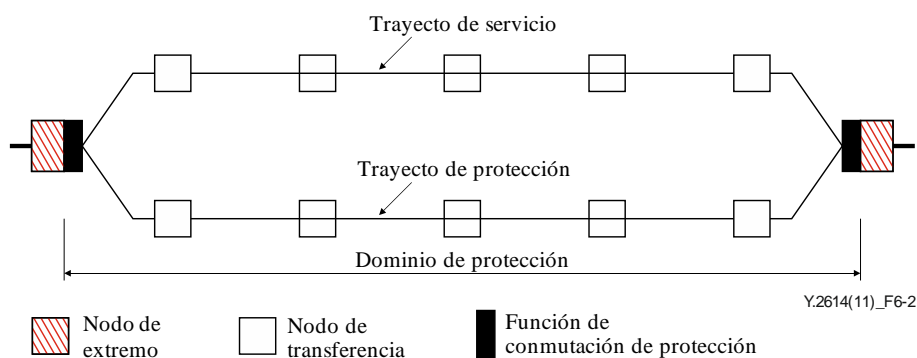 Trayecto de servicio
Trayecto de protección
Dominio de protección
Y.2614(11)_F6-2
Nodo de
extremo
Nodo de
transferencia
Función de
conmutación de protección